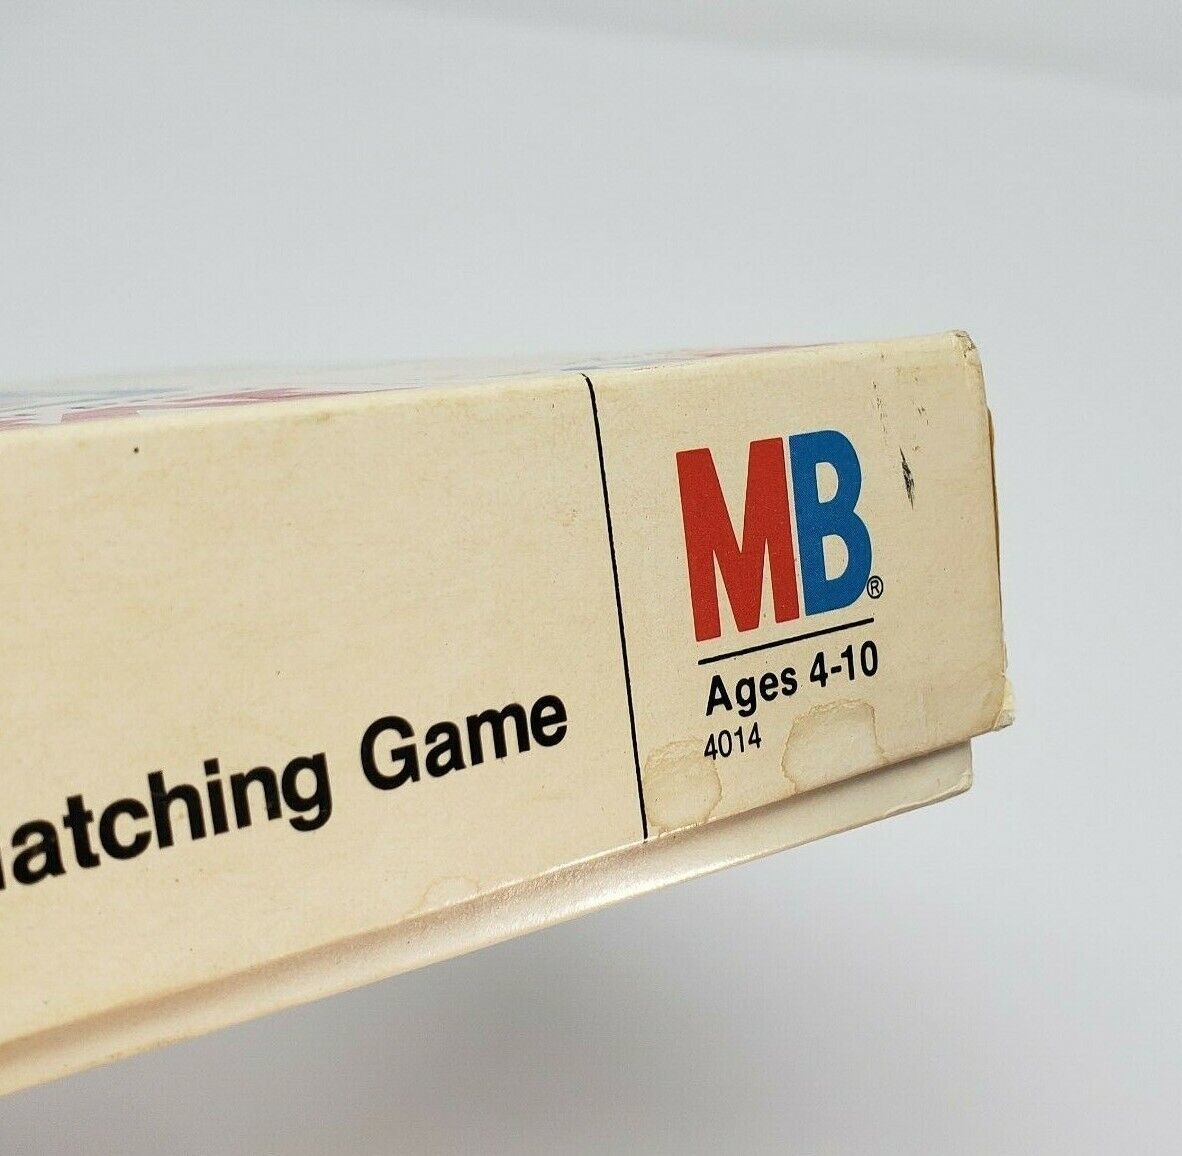 atching Game
MB®
Ages 4-10
4014